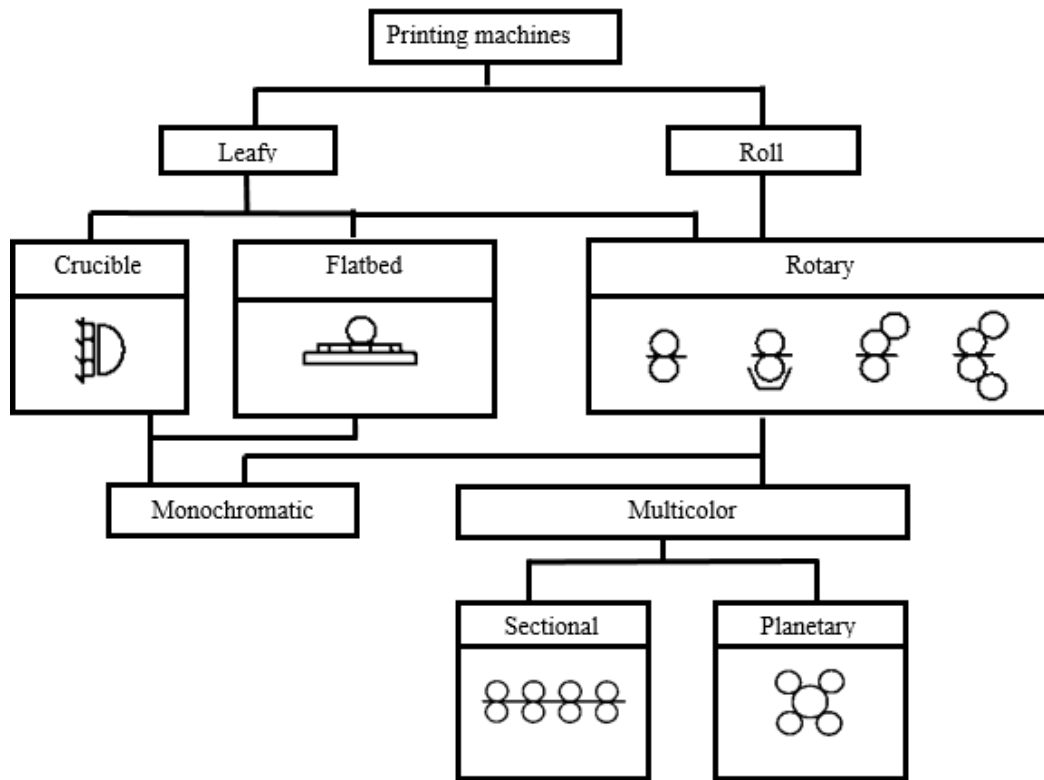 Printing machines
Leafy
Roll
Crucible
Flatbed
Rotary
Monochromatic
Multicolor
Sectional
Planetary